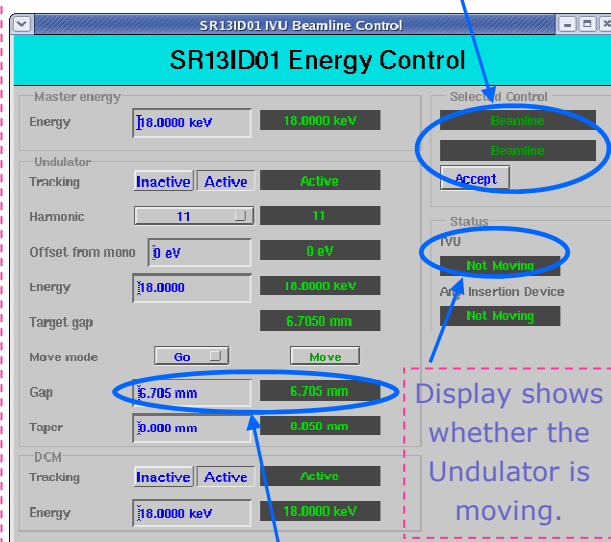 SR13ID01 IVU Beamline Control
SR13ID01 Energy Control
Master energy
Energy 18.0000 keV 18.0000 keV
Selected Control
Beamline
Beamline
Accept
Undulator
Tracking Inactive Active Active
Harmonic 11 11
Offset from mono 0 eV 0 eV
Energy 18.0000 18.0000 keV
Target gap 6.7050 mm
Move mode Go Move
Gap 6.705 mm 6.705 mm
Taper 0.000 mm 0.050 mm
Status
IVU
Not Moving
Any Insertion Device
Not Moving
Display shows
whether the
Undulator is
moving.
DCM
Tracking Inactive Active Active
Energy 18.0000 keV 18.0000 keV